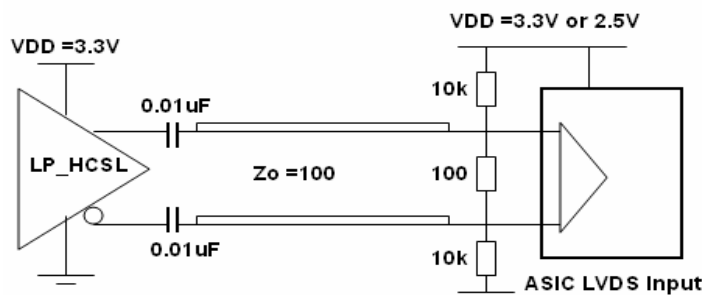 VDD =3.3V or 2.5V
VDD =3.3V
10k
0.01uF
LP_HCSL
Zo =100
100
0.01uF
10k
ASIC LVDS Input